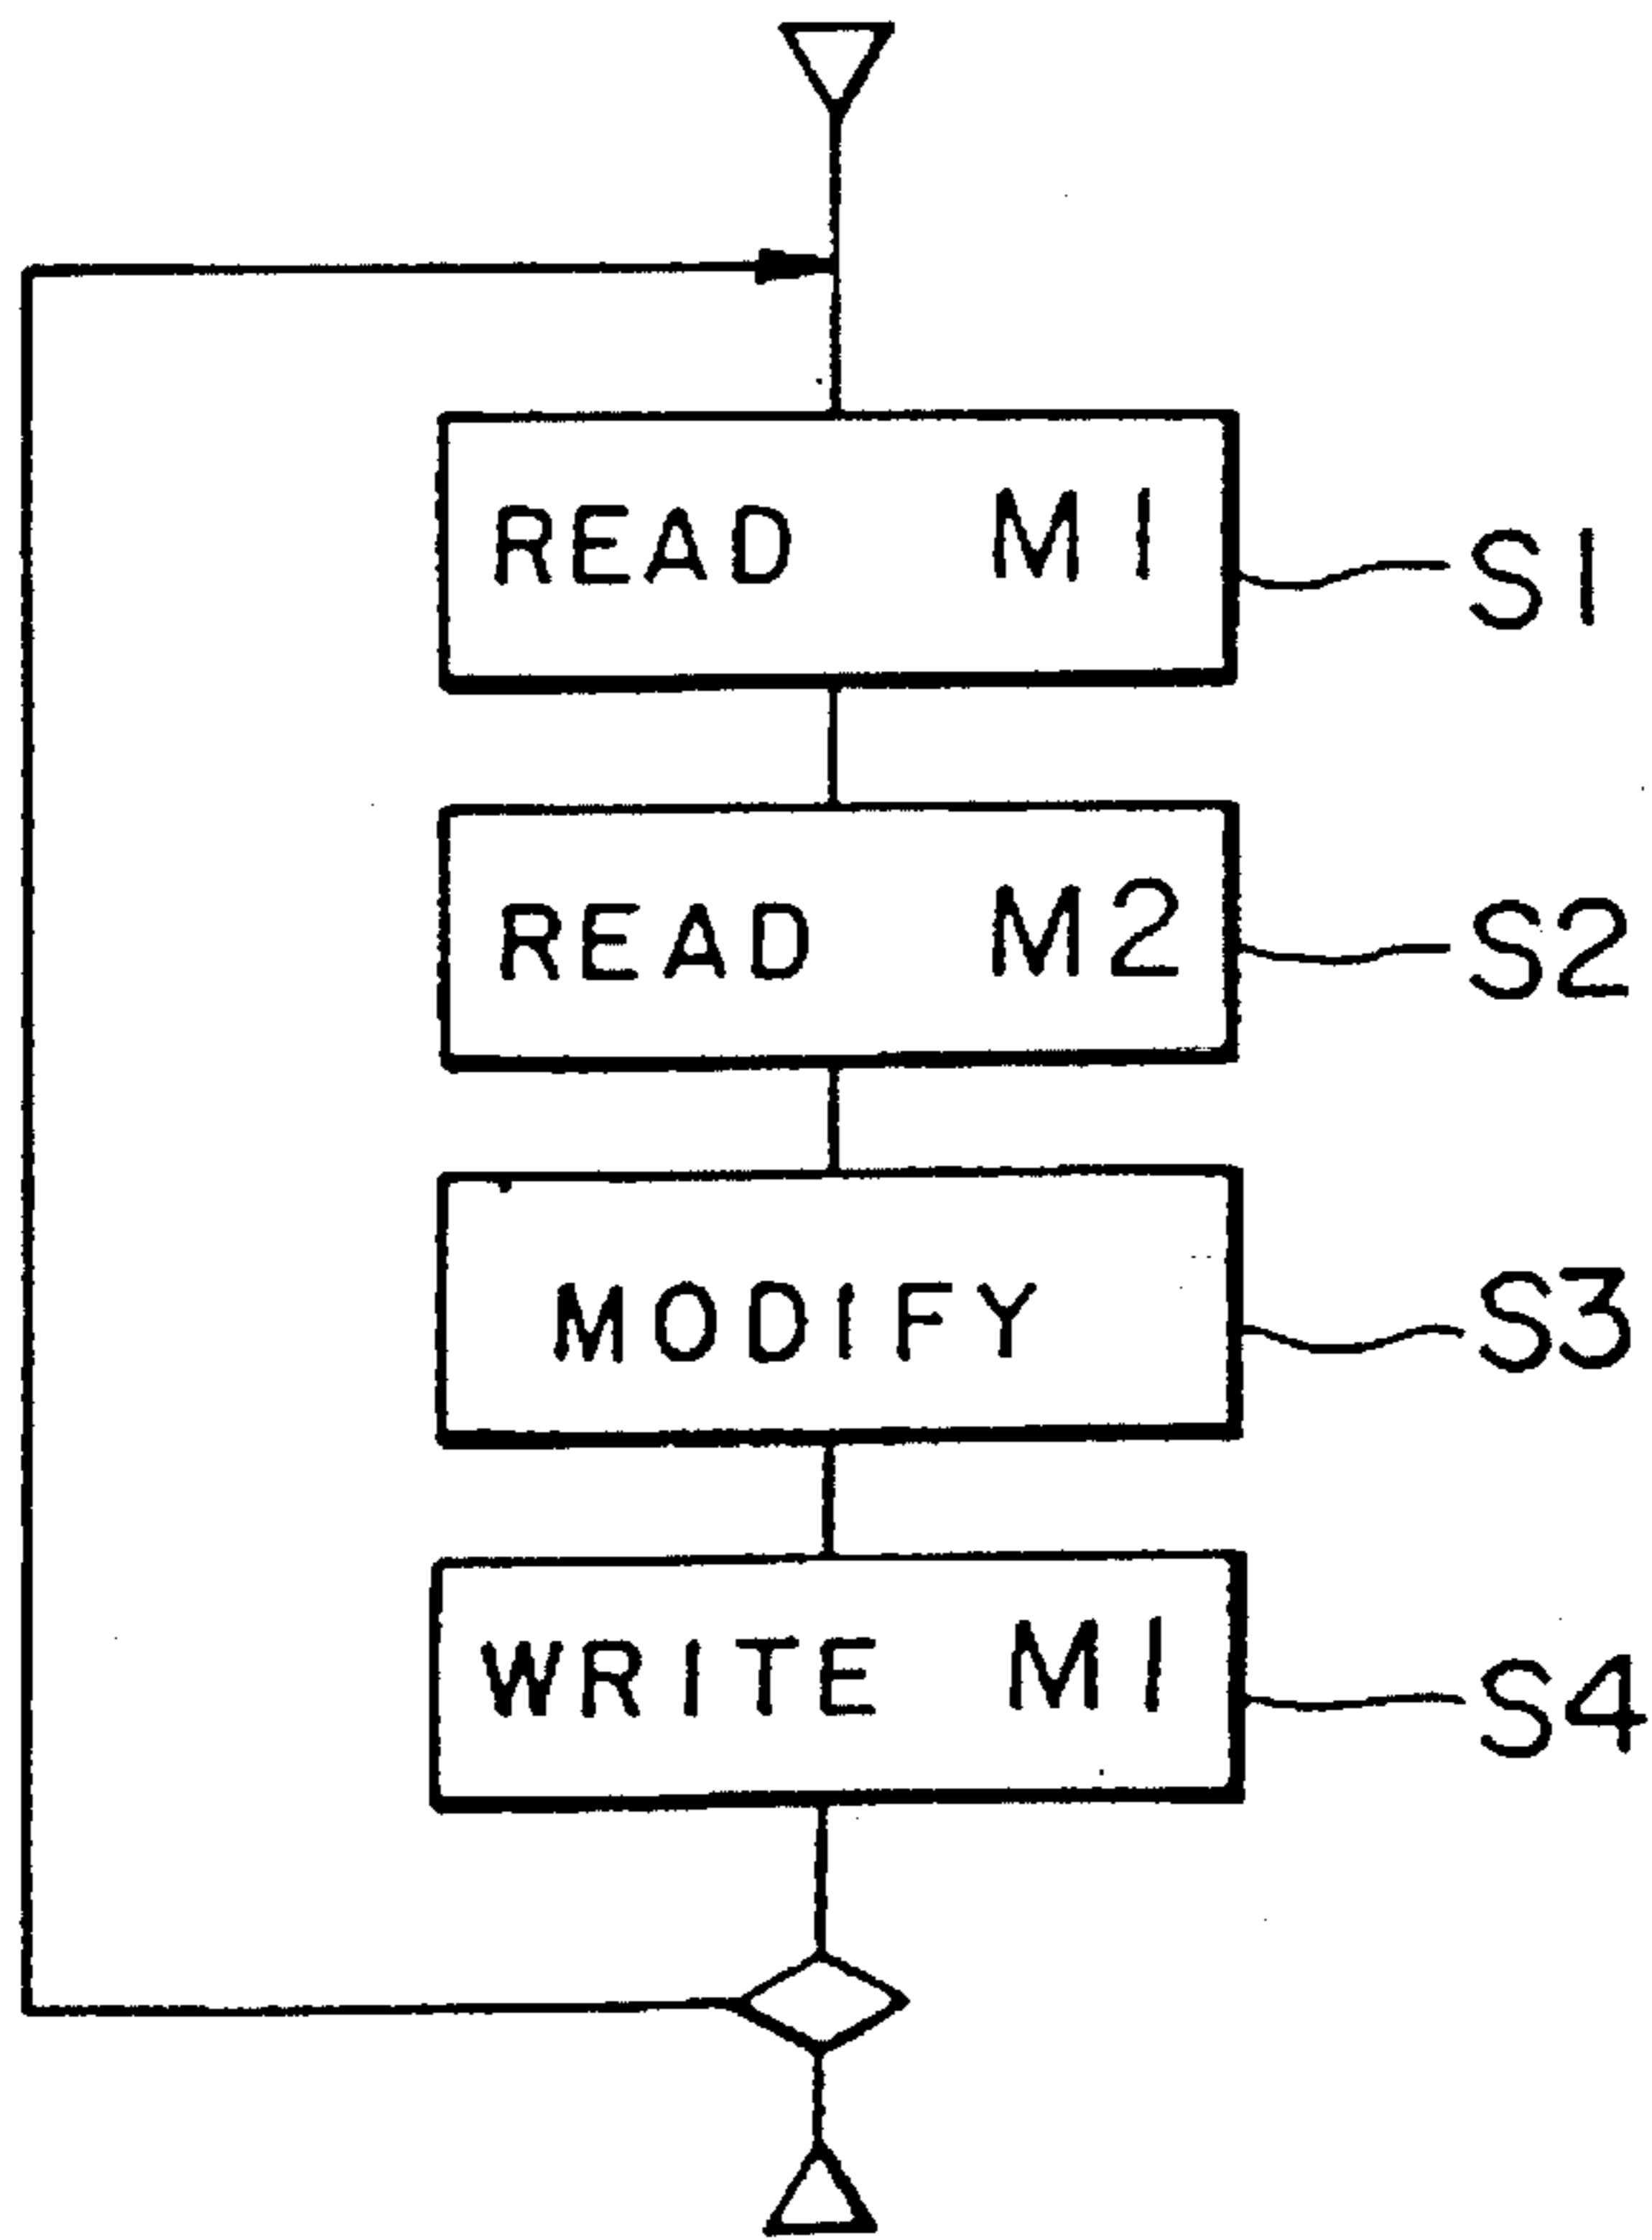 READ M1
S1
READ M2
S2
MODIFY
S3
WRITE M1
S4